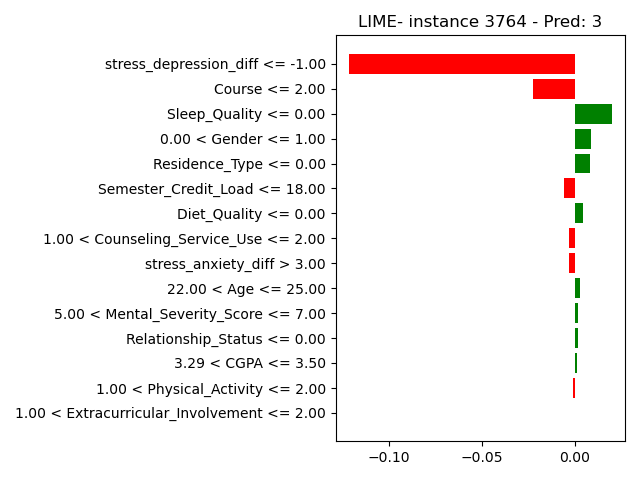 LIME- instance 3764 - Pred: 3
stress_depression_diff <= -1.00
Course <= 2.00
Sleep_Quality <= 0.00
0.00 < Gender <= 1.00
Residence_Type <= 0.00
Semester_Credit_Load <= 18.00
Diet_Quality <= 0.00
1.00 < Counseling_Service_Use <= 2.00
stress_anxiety_diff > 3.00
22.00 < Age <= 25.00
5.00 < Mental_Severity_Score <= 7.00
Relationship_Status <= 0.00
3.29 < CGPA <= 3.50
1.00 < Physical_Activity <= 2.00
1.00 < Extracurricular_Involvement <= 2.00
−0.10 −0.05 0.00